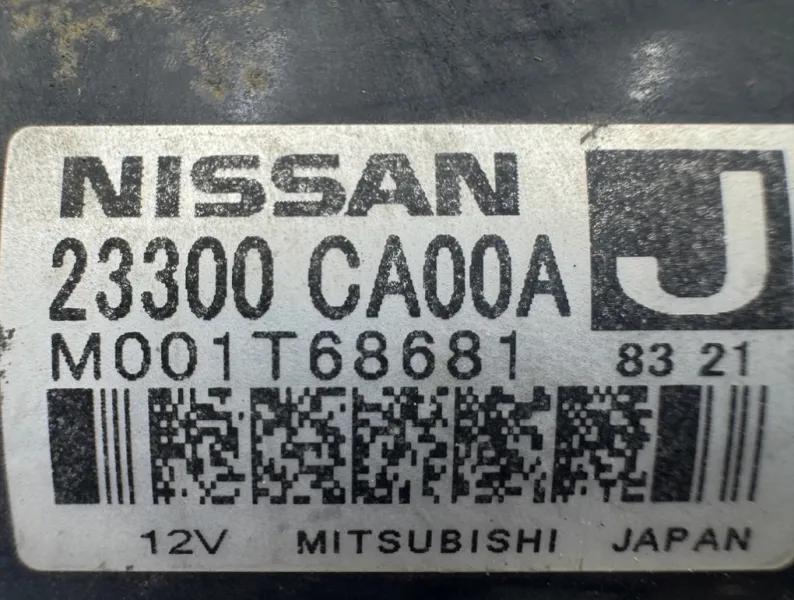 NISSAN
J
23300 CA00A
M001T68681
83 21
12V MITSUBISHI JAPAN